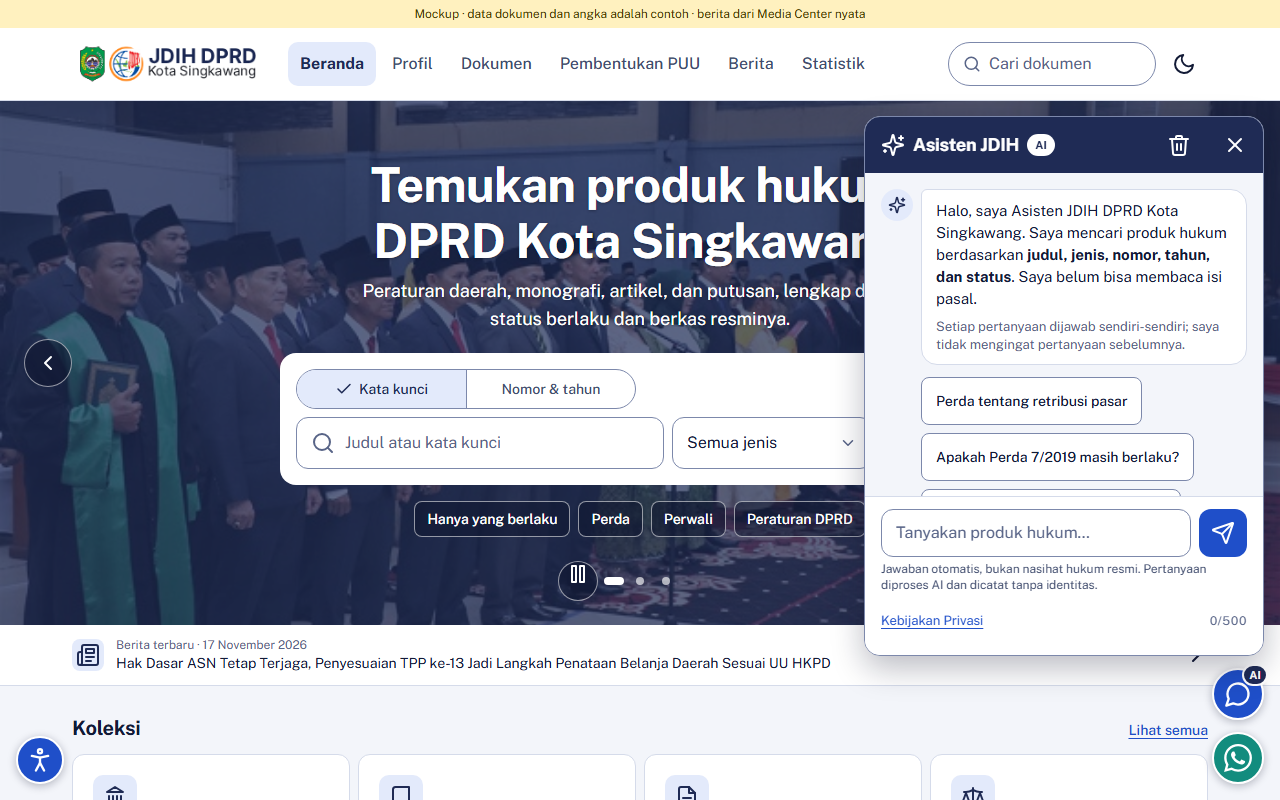 Mockup · data dokumen dan angka adalah contoh · berita dari Media Center nyata
JDIH DPRD
Kota Singkawang
Beranda
Profil
Dokumen
Pembentukan PUU
Berita
Statistik
Cari dokumen
Temukan produk huku
DPRD Kota Singkawan
Peraturan daerah, monografi, artikel, dan putusan, lengkap d
status berlaku dan berkas resminya.
Kata kunci
Nomor & tahun
Judul atau kata kunci
Semua jenis
Hanya yang berlaku
Perda
Perwali
Peraturan DPRD
Asisten JDIH
AI
Halo, saya Asisten JDIH DPRD Kota
Singkawang. Saya mencari produk hukum
berdasarkan judul, jenis, nomor, tahun,
dan status. Saya belum bisa membaca isi
pasal.
Setiap pertanyaan dijawab sendiri-sendiri; saya
tidak mengingat pertanyaan sebelumnya.
Perda tentang retribusi pasar
Apakah Perda 7/2019 masih berlaku?
Tanyakan produk hukum...
Jawaban otomatis, bukan nasihat hukum resmi. Pertanyaan
diproses AI dan dicatat tanpa identitas.
Kebijakan Privasi
0/500
Berita terbaru · 17 November 2026
Hak Dasar ASN Tetap Terjaga, Penyesuaian TPP ke-13 Jadi Langkah Penataan Belanja Daerah Sesuai UU HKPD
AI
Koleksi
Lihat semua